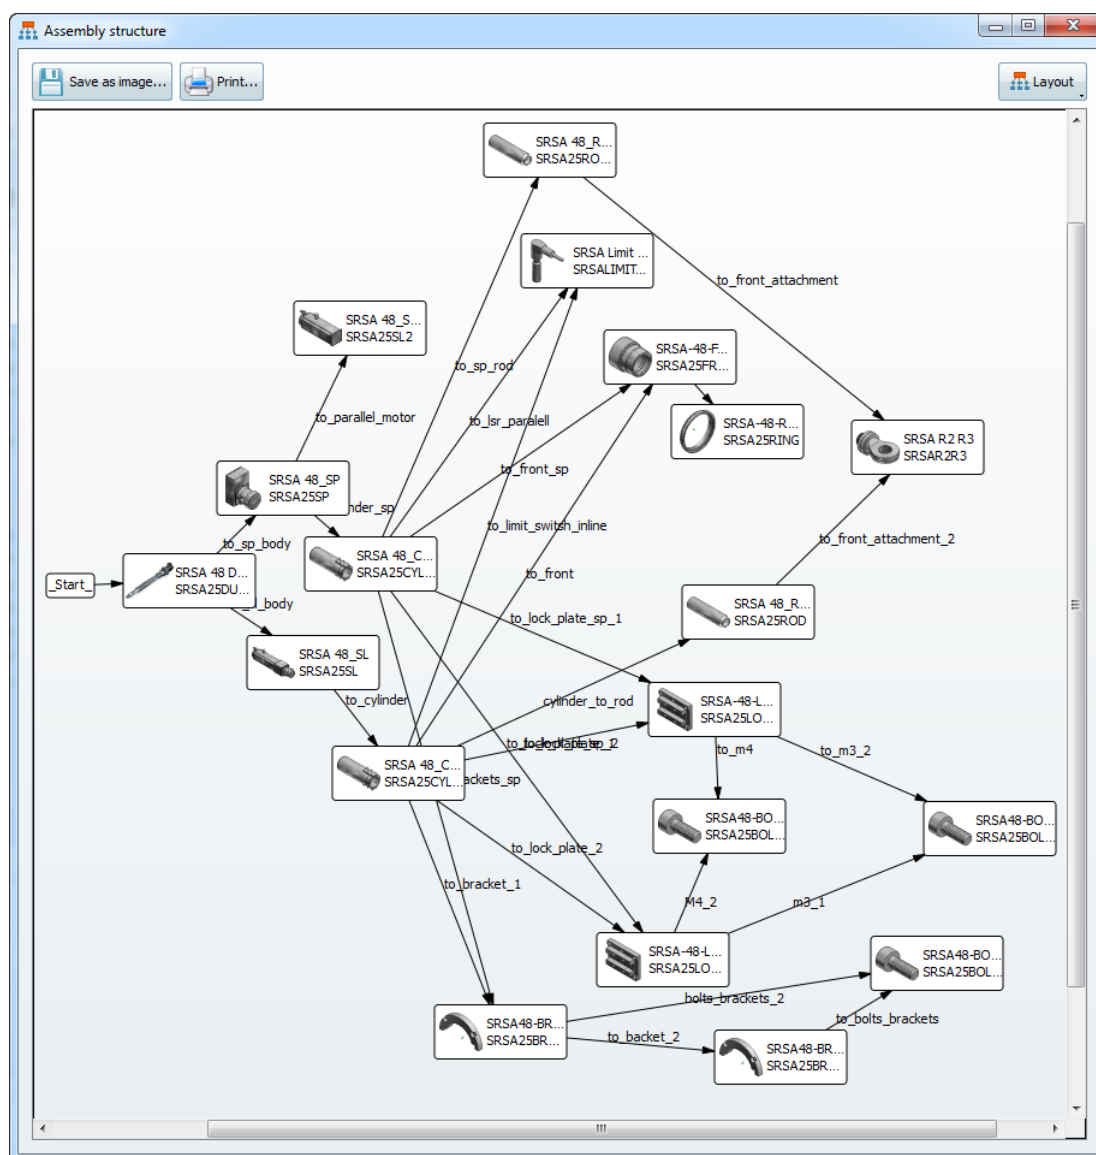 Assembly structure
Save as image...
Print...
Layout
SRSA 48_R...
SRSA25RO...
SRSA Limit ...
SRSALIMIT...
to_front_attachment
SRSA 48_S...
SRSA25SL2
SRSA-48-F...
SRSA25FR...
to_sp_rod
to_parallel_motor
to_lsr_paralell
SRSA-48-R...
SRSA25RING
SRSA R2 R3
SRSAR2R3
to_front_sp
SRSA 48_SP
SRSA25SP
nder_sp
to_limit_switsh_inline
to_sp_body
to_front_attachment_2
SRSA 48_C...
SRSA25CYL...
to_front
_Start_
SRSA 48 D...
SRSA25DU...
l_body
SRSA 48_R...
SRSA25ROD
to_lock_plate_sp_1
SRSA 48_SL
SRSA25SL
to_cylinder
cylinder_to_rod
SRSA-48-L...
SRSA25LO...
to_m4
to_m3_2
SRSA 48_C...
SRSA25CYL...
ackets_sp
SRSA48-BO...
SRSA25BOL...
SRSA48-BO...
SRSA25BOL...
to_lock_plate_2
to_bracket_1
M4_2
m3_1
SRSA-48-L...
SRSA25LO...
SRSA48-BO...
SRSA25BOL...
bolts_brackets_2
SRSA48-BR...
SRSA25BR...
to_backet_2
to_bolts_brackets
SRSA48-BR...
SRSA25BR...